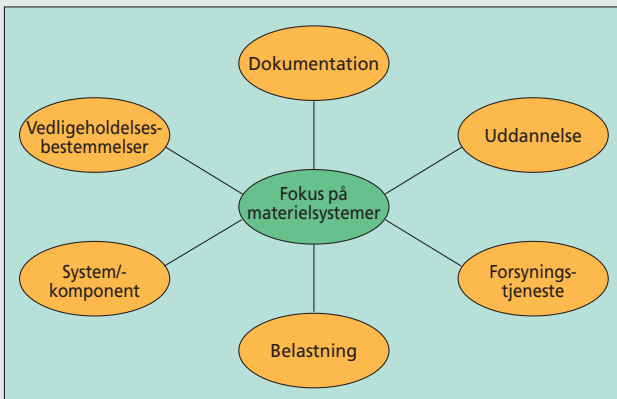 Dokumentation
Vedligeholdelses-
bestemmelser
Uddannelse
Fokus på
materielsystemer
System/-
komponent
Forsynings-
tjeneste
Belastning